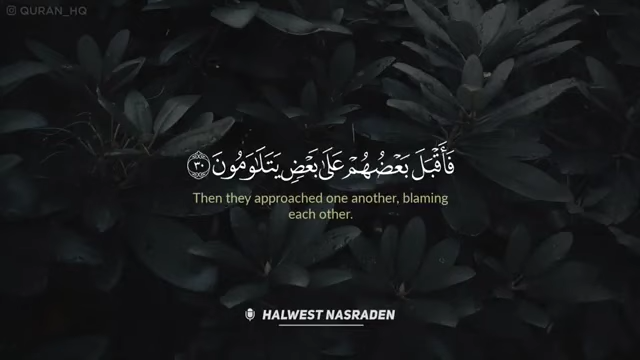 QURAN_HQ
فَأَقْبَلَ بَعْضُهُمْ عَلَىٰ بَعْضٍ يَتَلَاوَمُونَ ٣٠
Then they approached one another, blaming
each other.
HALWEST NASRADEN